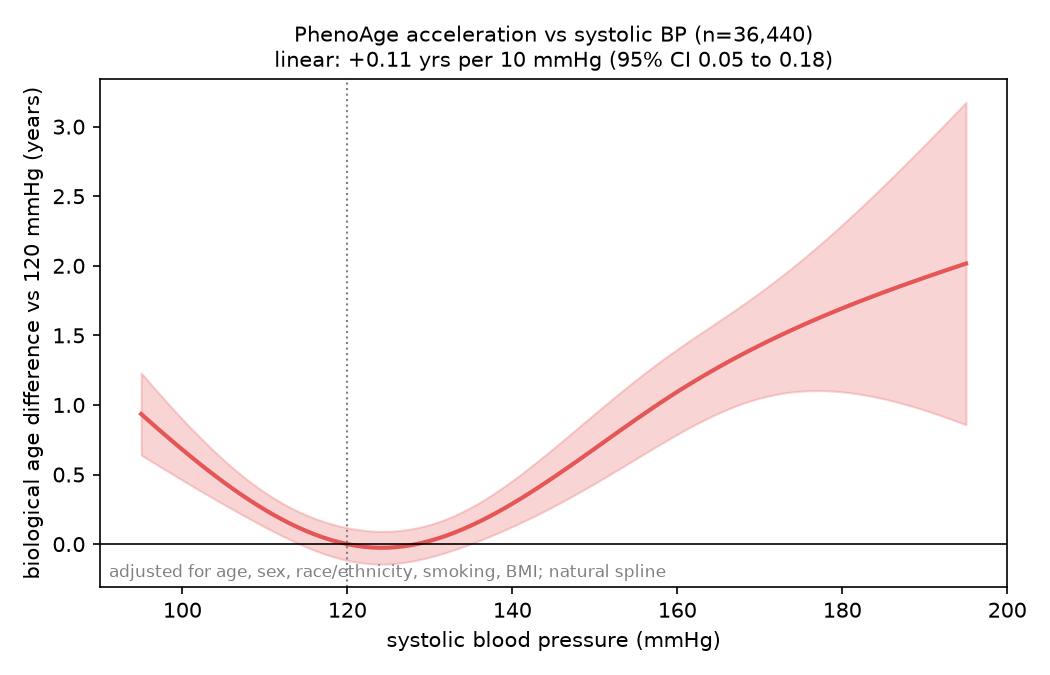 PhenoAge acceleration vs systolic BP (n=36,440)
linear: +0.11 yrs per 10 mmHg (95% CI 0.05 to 0.18)
biological age difference vs 120 mmHg (years)
3.0
2.5
2.0
1.5
1.0
0.5
0.0
adjusted for age, sex, race/ethnicity, smoking, BMI; natural spline
100 120 140 160 180 200
systolic blood pressure (mmHg)